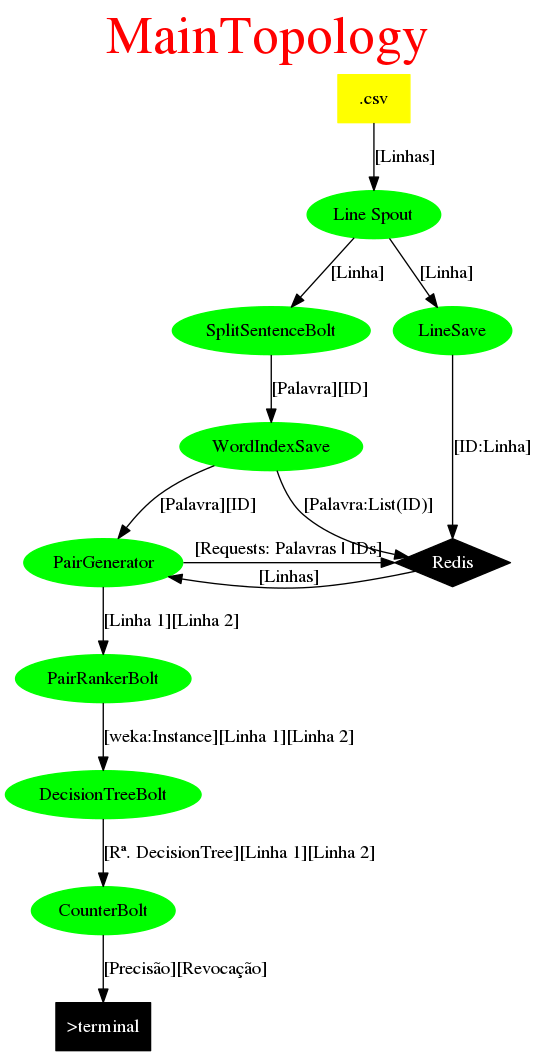 MainTopology
.csv
[Linhas]
Line Spout
[Linha]
[Linha]
SplitSentenceBolt
LineSave
[Palavra][ID]
WordIndexSave
[ID:Linha]
[Palavra][ID]
[Palavra:List(ID)]
[Requests: Palavras | IDs]
PairGenerator
Redis
[Linhas]
[Linha 1][Linha 2]
PairRankerBolt
[weka:Instance][Linha 1][Linha 2]
DecisionTreeBolt
[Rª. DecisionTree][Linha 1][Linha 2]
CounterBolt
[Precisão][Revocação]
>terminal